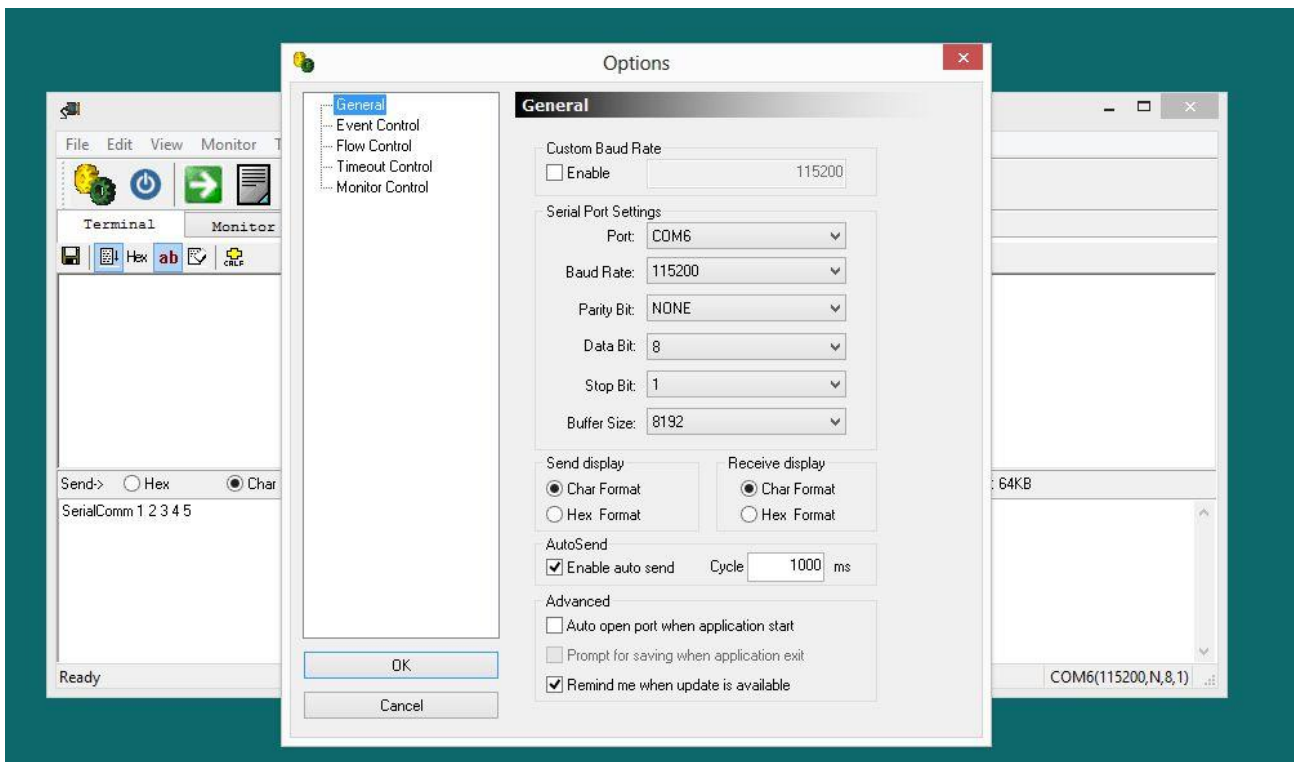 Options
General
Event Control
Flow Control
Timeout Control
Monitor Control
OK
Cancel
General
Custom Baud Rate
Enable 115200
Serial Port Settings
Port: COM6
Baud Rate: 115200
Parity Bit: NONE
Data Bit: 8
Stop Bit: 1
Buffer Size: 8192
Send display Receive display
Char Format Char Format
Hex Format Hex Format
AutoSend
Enable auto send Cycle 1000 ms
Advanced
Auto open port when application start
Prompt for saving when application exit
Remind me when update is available
File Edit View Monitor
Terminal Monitor
Hex ab CRLF
Send-> Hex Char : 64KB
SerialComm 1 2 3 4 5
Ready COM6(115200,N,8,1)